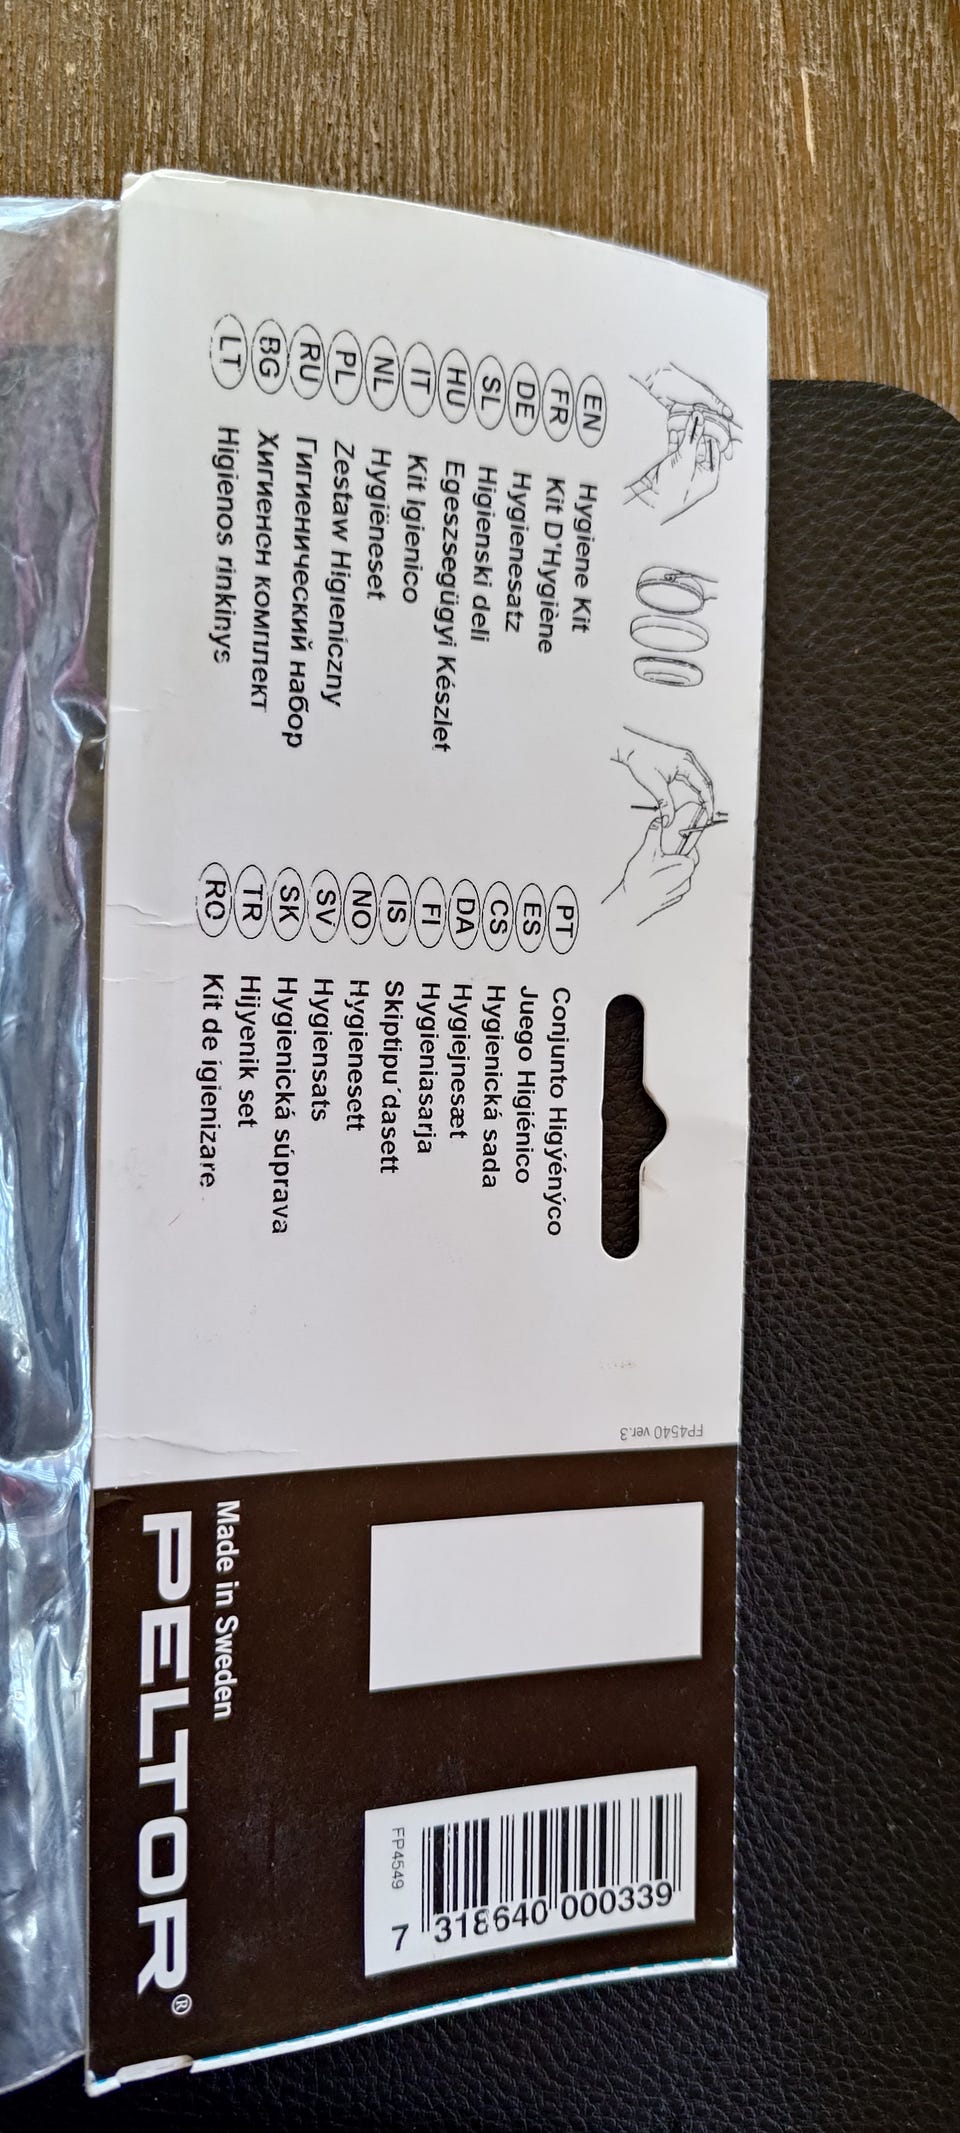 EN Hygiene Kit
FR Kit D'Hygiène
DE Hygienesatz
SL Higienski deli
HU Egeszsegügyi Készlet
IT Kit Igienico
NL Hygiëneset
PL Zestaw Higieniczny
RU Гигиенический набор
BG Хигиенсн комплект
LT Higienos rinkinys
PT Conjunto Higýénýco
ES Juego Higiénico
CS Hygienická sada
DA Hygiejnesæt
FI Hygieniasarja
IS Skiptipu´dasett
NO Hygienesett
SV Hygiensats
SK Hygienická súprava
TR Hijyenik set
RO Kit de igienizare
FP4540 ver.3
Made in Sweden
PELTOR®
FP4549
7 318640 000339